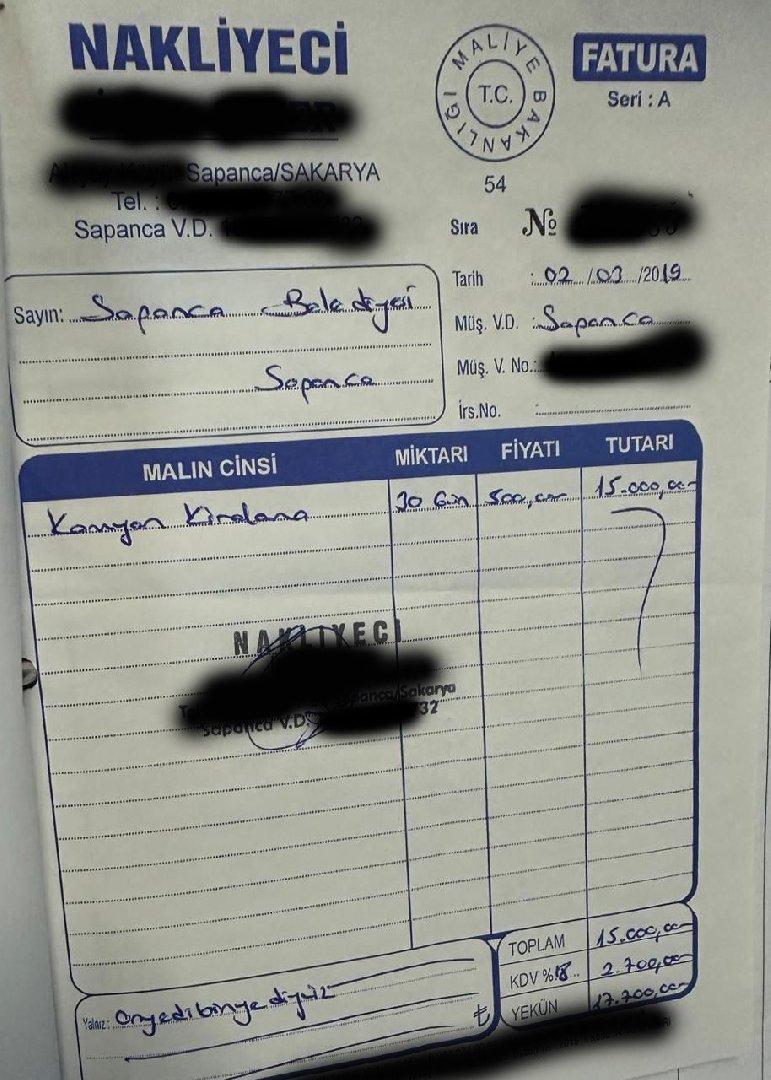 NAKLİYECİ
T.C. MALİYE BAKANLIĞI
FATURA
Seri : A
54
Sapanca/SAKARYA
Tel. :
Sapanca V.D.
Sıra №
Tarih : 02 / 03 / 2019
Sayın: Sapanca Belediyesi
Sapanca
Müş. V.D. : Sapanca
Müş. V. No.:
İrs.No. :
MALIN CİNSİ MİKTARI FİYATI TUTARI
Kamyon Kiralama 30 Gün 500,00 15.000,00
NAKLİYECİ
Sapanca/Sakarya
Sapanca V.D. 32
TOPLAM 15.000,00
KDV %18 2.700,00
YEKÜN 17.700,00
Yalnız: Onyedibinyediyüz
₺